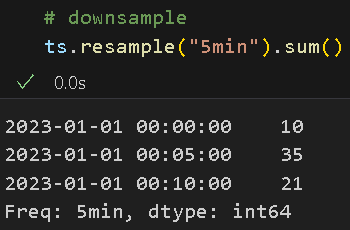 # downsample
ts.resample("5min").sum()
0.0s
2023-01-01 00:00:00    10
2023-01-01 00:05:00    35
2023-01-01 00:10:00    21
Freq: 5min, dtype: int64